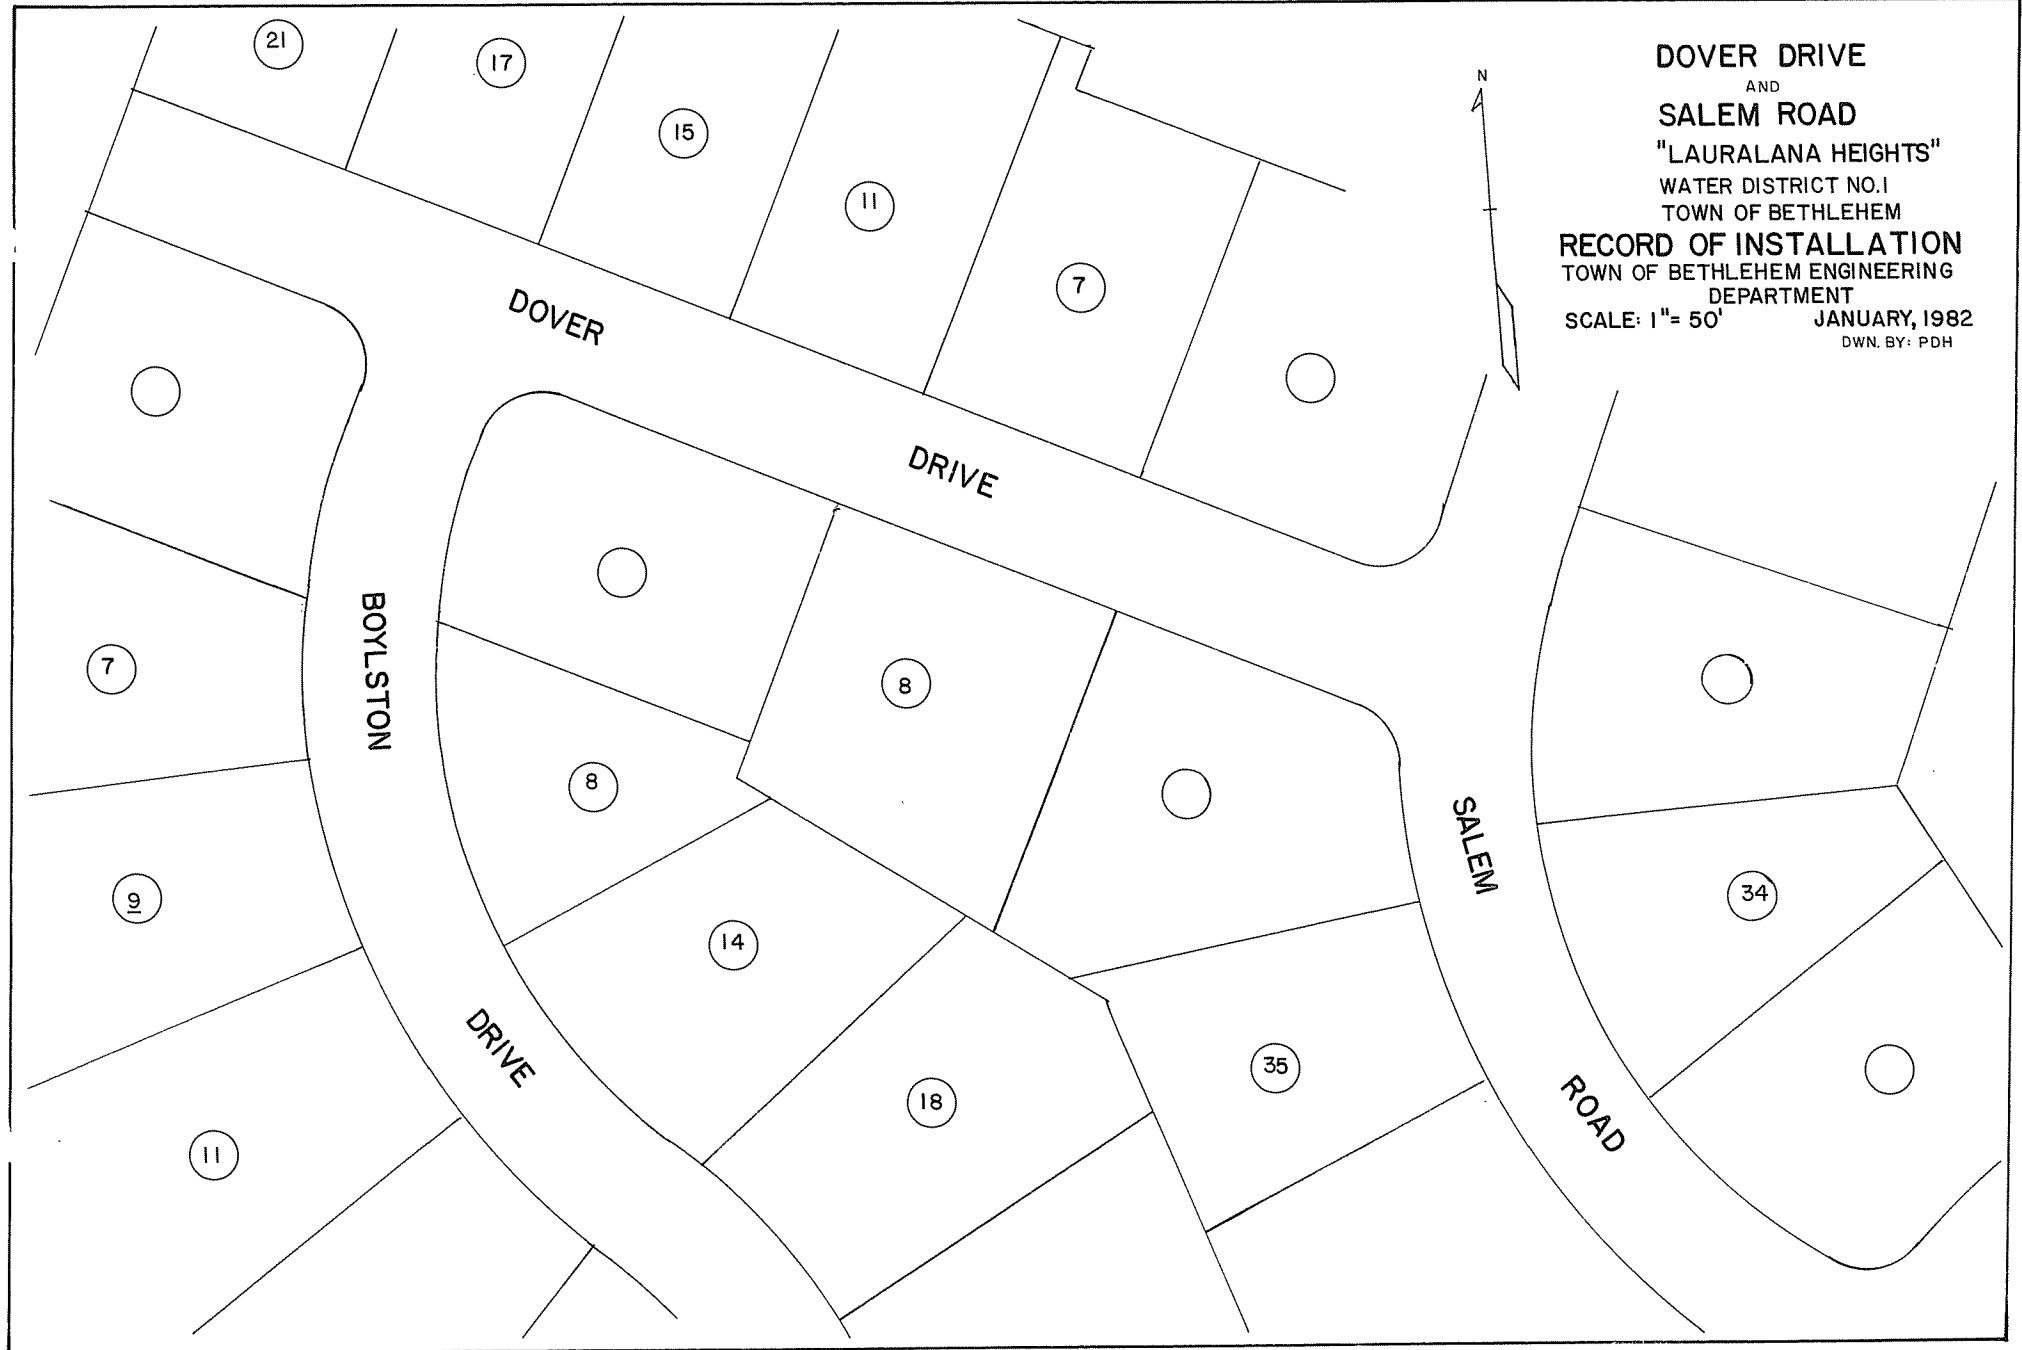 DOVER DRIVE
AND
SALEM ROAD
"LAURALANA HEIGHTS"
WATER DISTRICT NO.1
TOWN OF BETHLEHEM
RECORD OF INSTALLATION
TOWN OF BETHLEHEM ENGINEERING
DEPARTMENT
SCALE: 1"= 50' JANUARY, 1982
DWN. BY: PDH
N
21
17
15
11
7
DOVER
DRIVE
BOYLSTON
DRIVE
7
9
11
8
14
18
8
35
SALEM
ROAD
34